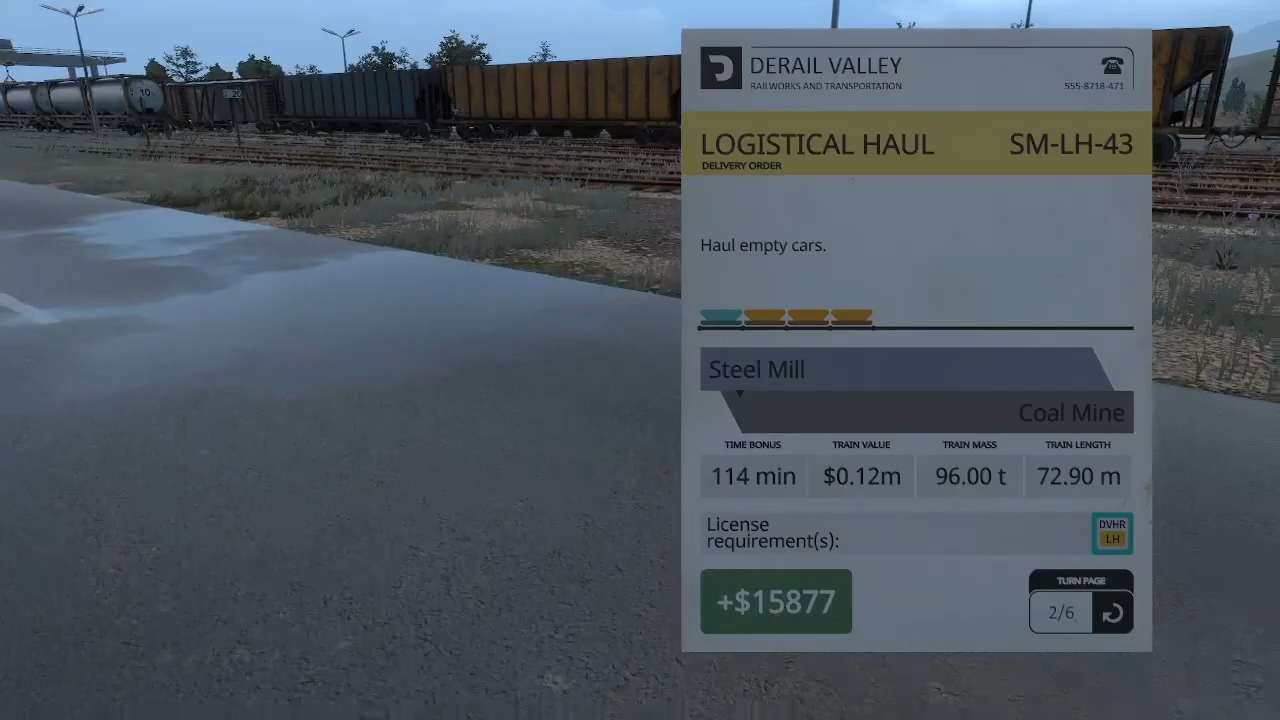 DERAIL VALLEY
RAILWORKS AND TRANSPORTATION
555-8718-471
LOGISTICAL HAUL
SM-LH-43
DELIVERY ORDER
Haul empty cars.
Steel Mill
Coal Mine
TIME BONUS
TRAIN VALUE
TRAIN MASS
TRAIN LENGTH
114 min
$0.12m
96.00 t
72.90 m
License
requirement(s):
DVHR
LH
+$15877
TURN PAGE
2/6
10
20